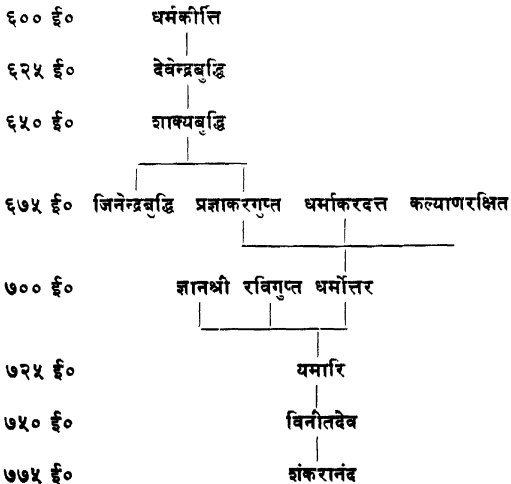 ६०० ई० धर्मकीर्त्ति
६२५ ई० देवेन्द्रबुद्धि
६५० ई० शाक्यबुद्धि
६७५ ई० जिनेन्द्रबुद्धि प्रज्ञाकरगुप्त धर्माकरदत्त कल्याणरक्षित
७०० ई० ज्ञानश्री रविगुप्त धर्मोत्तर
७२५ ई० यमारि
७५० ई० विनीतदेव
७७५ ई० शंकरानंद